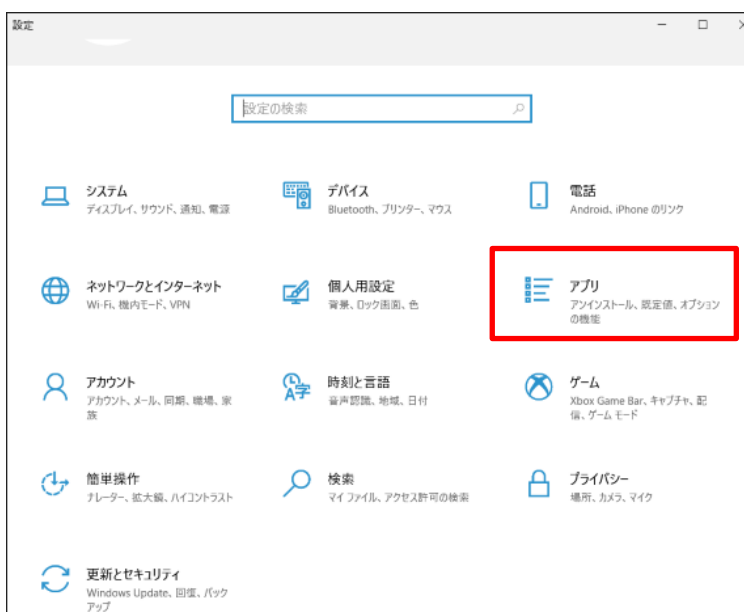 設定
設定の検索
システム
ディスプレイ、サウンド、通知、電源
デバイス
Bluetooth、プリンター、マウス
電話
Android、iPhone のリンク
ネットワークとインターネット
Wi-Fi、機内モード、VPN
個人用設定
背景、ロック画面、色
アプリ
アンインストール、既定値、オプション
の機能
アカウント
アカウント、メール、同期、職場、家
族
時刻と言語
音声認識、地域、日付
ゲーム
Xbox Game Bar、キャプチャ、配
信、ゲーム モード
簡単操作
ナレーター、拡大鏡、ハイコントラスト
検索
マイ ファイル、アクセス許可の検索
プライバシー
場所、カメラ、マイク
更新とセキュリティ
Windows Update、回復、バック
アップ